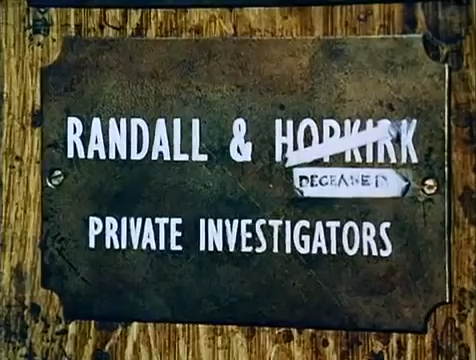 RANDALL & HOPKIRK
DECEASED
PRIVATE INVESTIGATORS